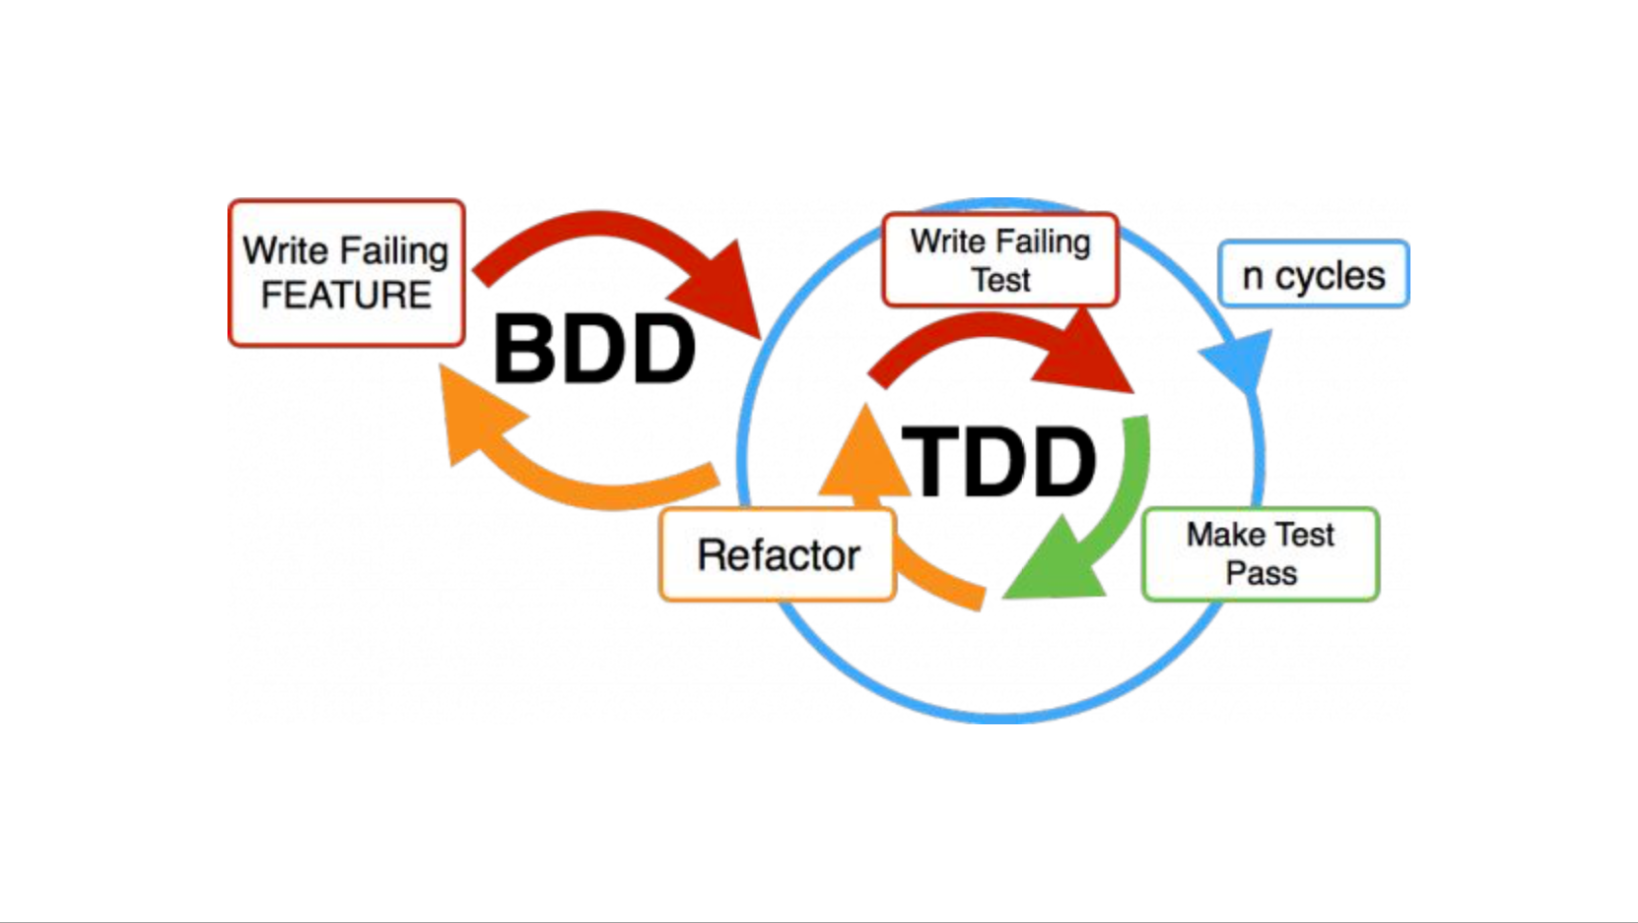 Write Failing
FEATURE
BDD
Write Failing
Test
n cycles
TDD
Refactor
Make Test
Pass